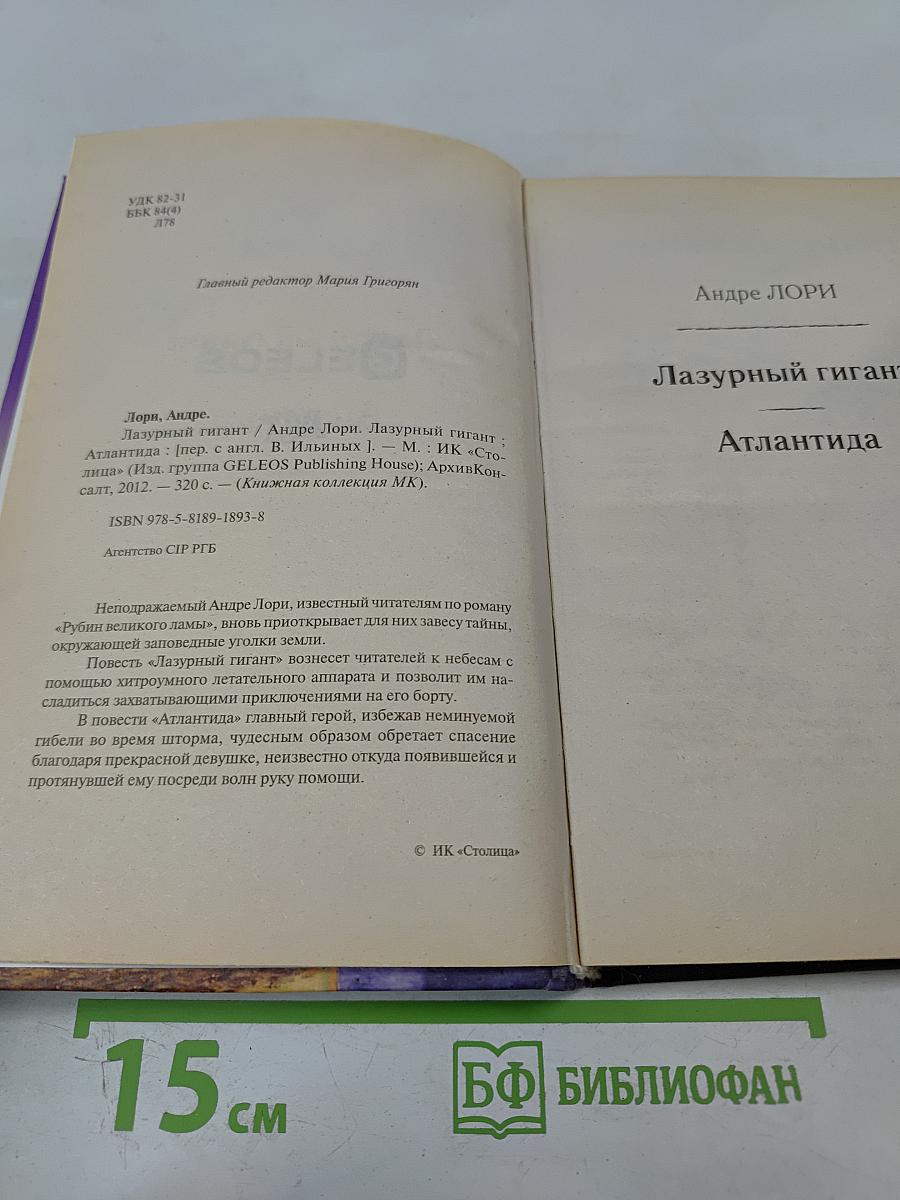 УДК 82-31
ББК 84(4)
Л78
Главный редактор Мария Григорян
Лори, Андре.
Лазурный гигант / Андре Лори. Лазурный гигант ;
Атлантида : [пер. с англ. В. Ильиных ]. — М. : ИК «Сто-
лица» (Изд. группа GELEOS Publishing House); АрхивКон-
салт, 2012. — 320 с. — (Книжная коллекция МК).
ISBN 978-5-8189-1893-8
Агентство CIP РГБ
Неподражаемый Андре Лори, известный читателям по роману
«Рубин великого ламы», вновь приоткрывает для них завесу тайны,
окружающей заповедные уголки земли.
Повесть «Лазурный гигант» вознесет читателей к небесам с
помощью хитроумного летательного аппарата и позволит им на-
сладиться захватывающими приключениями на его борту.
В повести «Атлантида» главный герой, избежав неминуемой
гибели во время шторма, чудесным образом обретает спасение
благодаря прекрасной девушке, неизвестно откуда появившейся и
протянувшей ему посреди волн руку помощи.
© ИК «Столица»
Андре ЛОРИ
Лазурный гигант
Атлантида
15 см
БФ БИБЛИОФАН